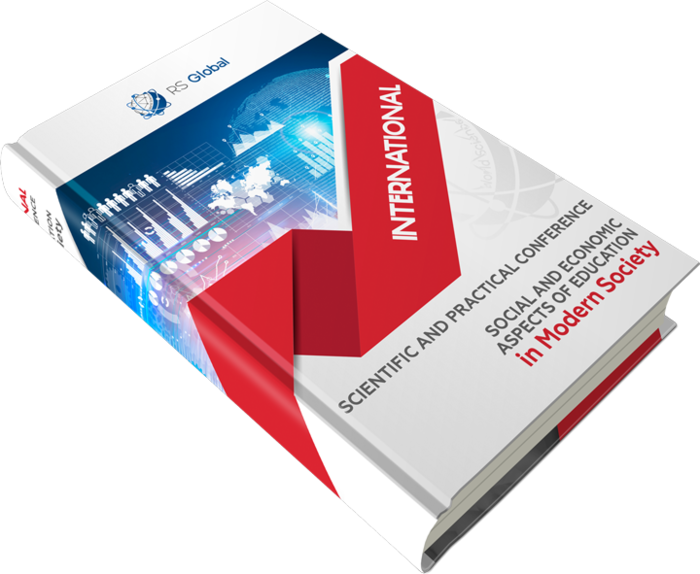 RS Global
INTERNATIONAL
SCIENTIFIC AND PRACTICAL CONFERENCE
SOCIAL AND ECONOMIC
ASPECTS OF EDUCATION
in Modern Society